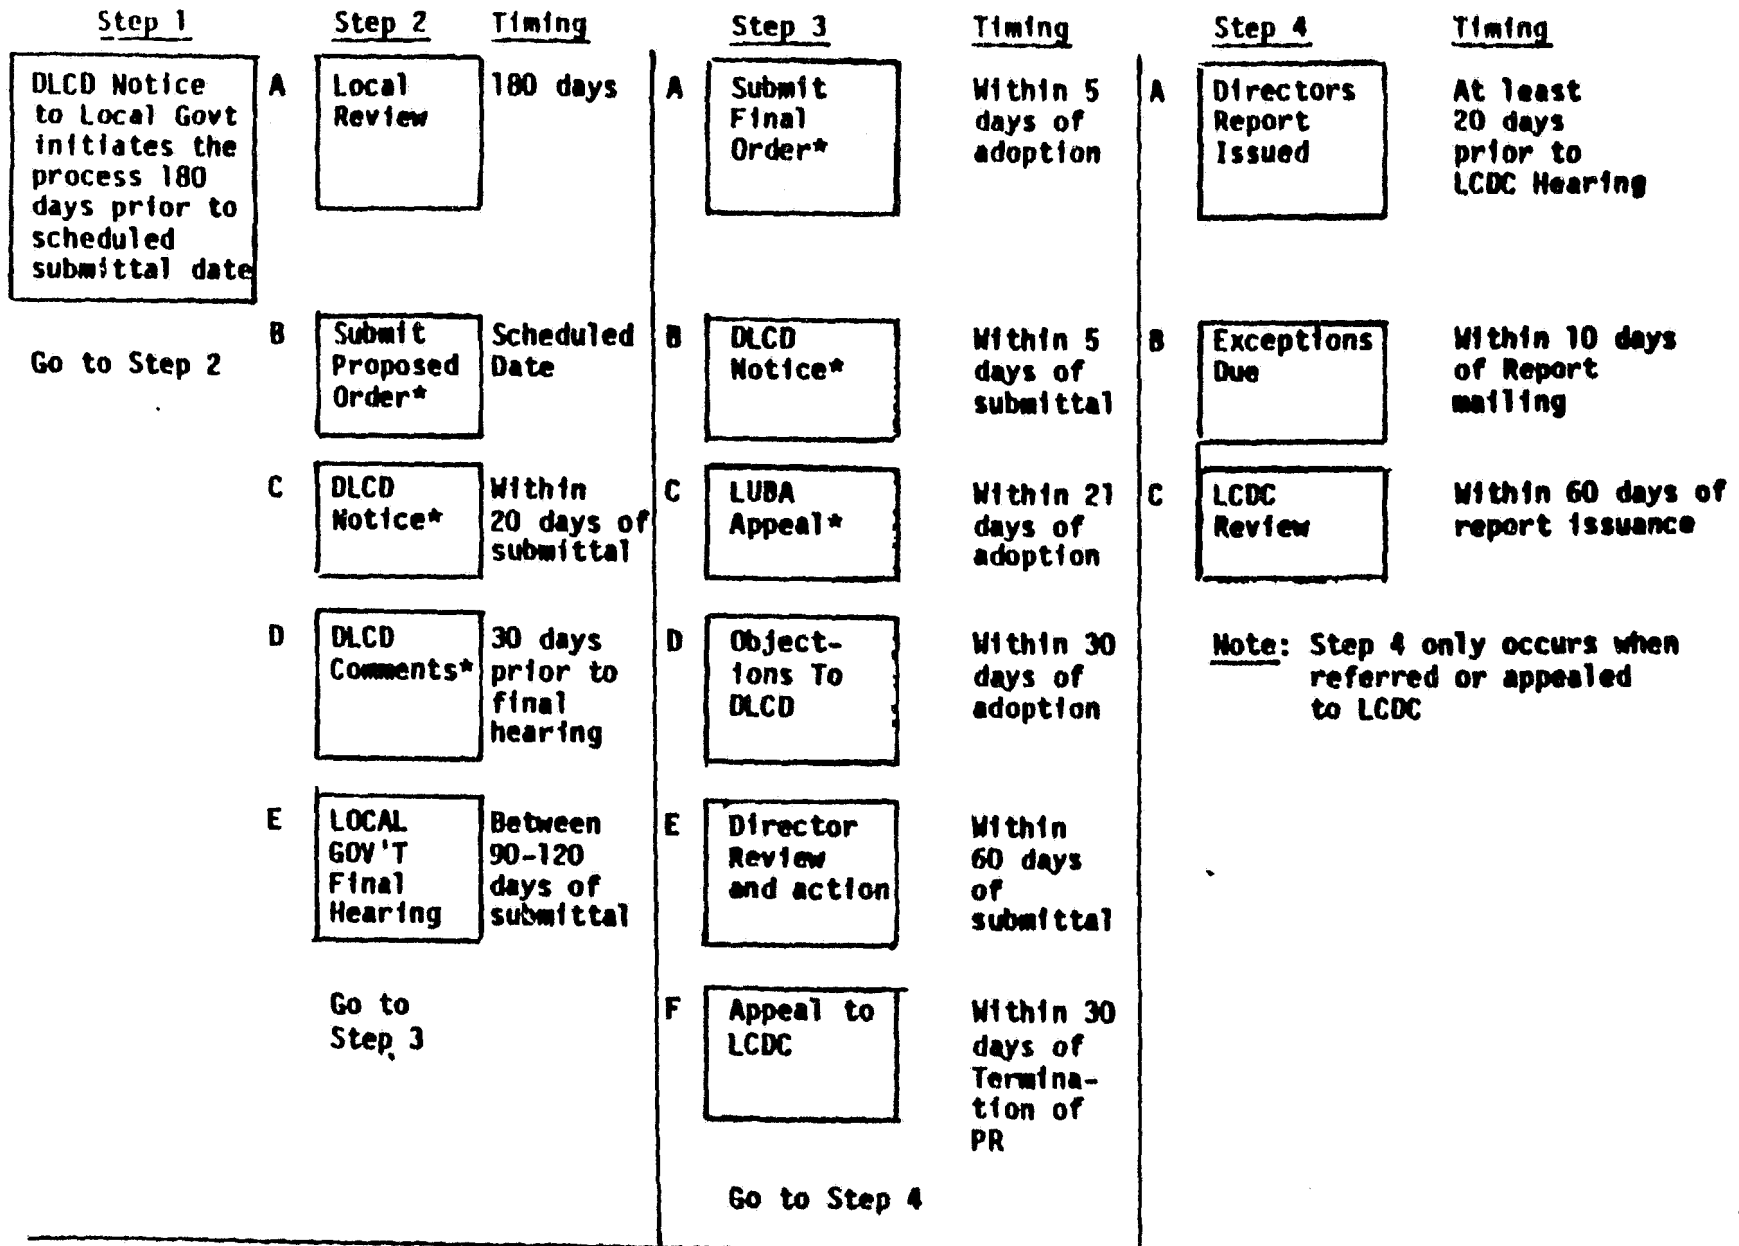 Step 1
DLCD Notice
to Local Govt
initiates the
process 180
days prior to
scheduled
submittal date
Go to Step 2
Step 2 Timing
A
Local
Review
180 days
B
Submit
Proposed
Order*
Scheduled
Date
C
DLCD
Notice*
Within
20 days of
submittal
D
DLCD
Comments*
30 days
prior to
final
hearing
E
LOCAL
GOV'T
Final
Hearing
Between
90-120
days of
submittal
Go to
Step 3
Step 3 Timing
A
Submit
Final
Order*
Within 5
days of
adoption
B
DLCD
Notice*
Within 5
days of
submittal
C
LUBA
Appeal*
Within 21
days of
adoption
D
Object-
ions To
DLCD
Within 30
days of
adoption
E
Director
Review
and action
Within
60 days
of
submittal
F
Appeal to
LCDC
Within 30
days of
Termina-
tion of
PR
Go to Step 4
Step 4 Timing
A
Directors
Report
Issued
At least
20 days
prior to
LCDC Hearing
B
Exceptions
Due
Within 10 days
of Report
mailing
C
LCDC
Review
Within 60 days of
report issuance
Note: Step 4 only occurs when
referred or appealed
to LCDC